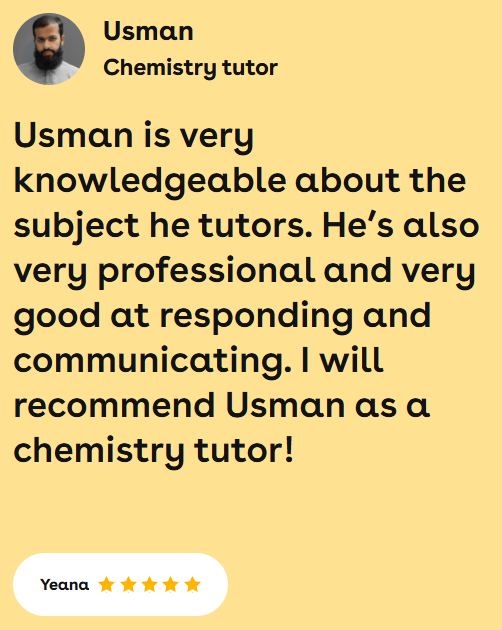 Usman
Chemistry tutor
Usman is very
knowledgeable about the
subject he tutors. He’s also
very professional and very
good at responding and
communicating. I will
recommend Usman as a
chemistry tutor!
Yeana